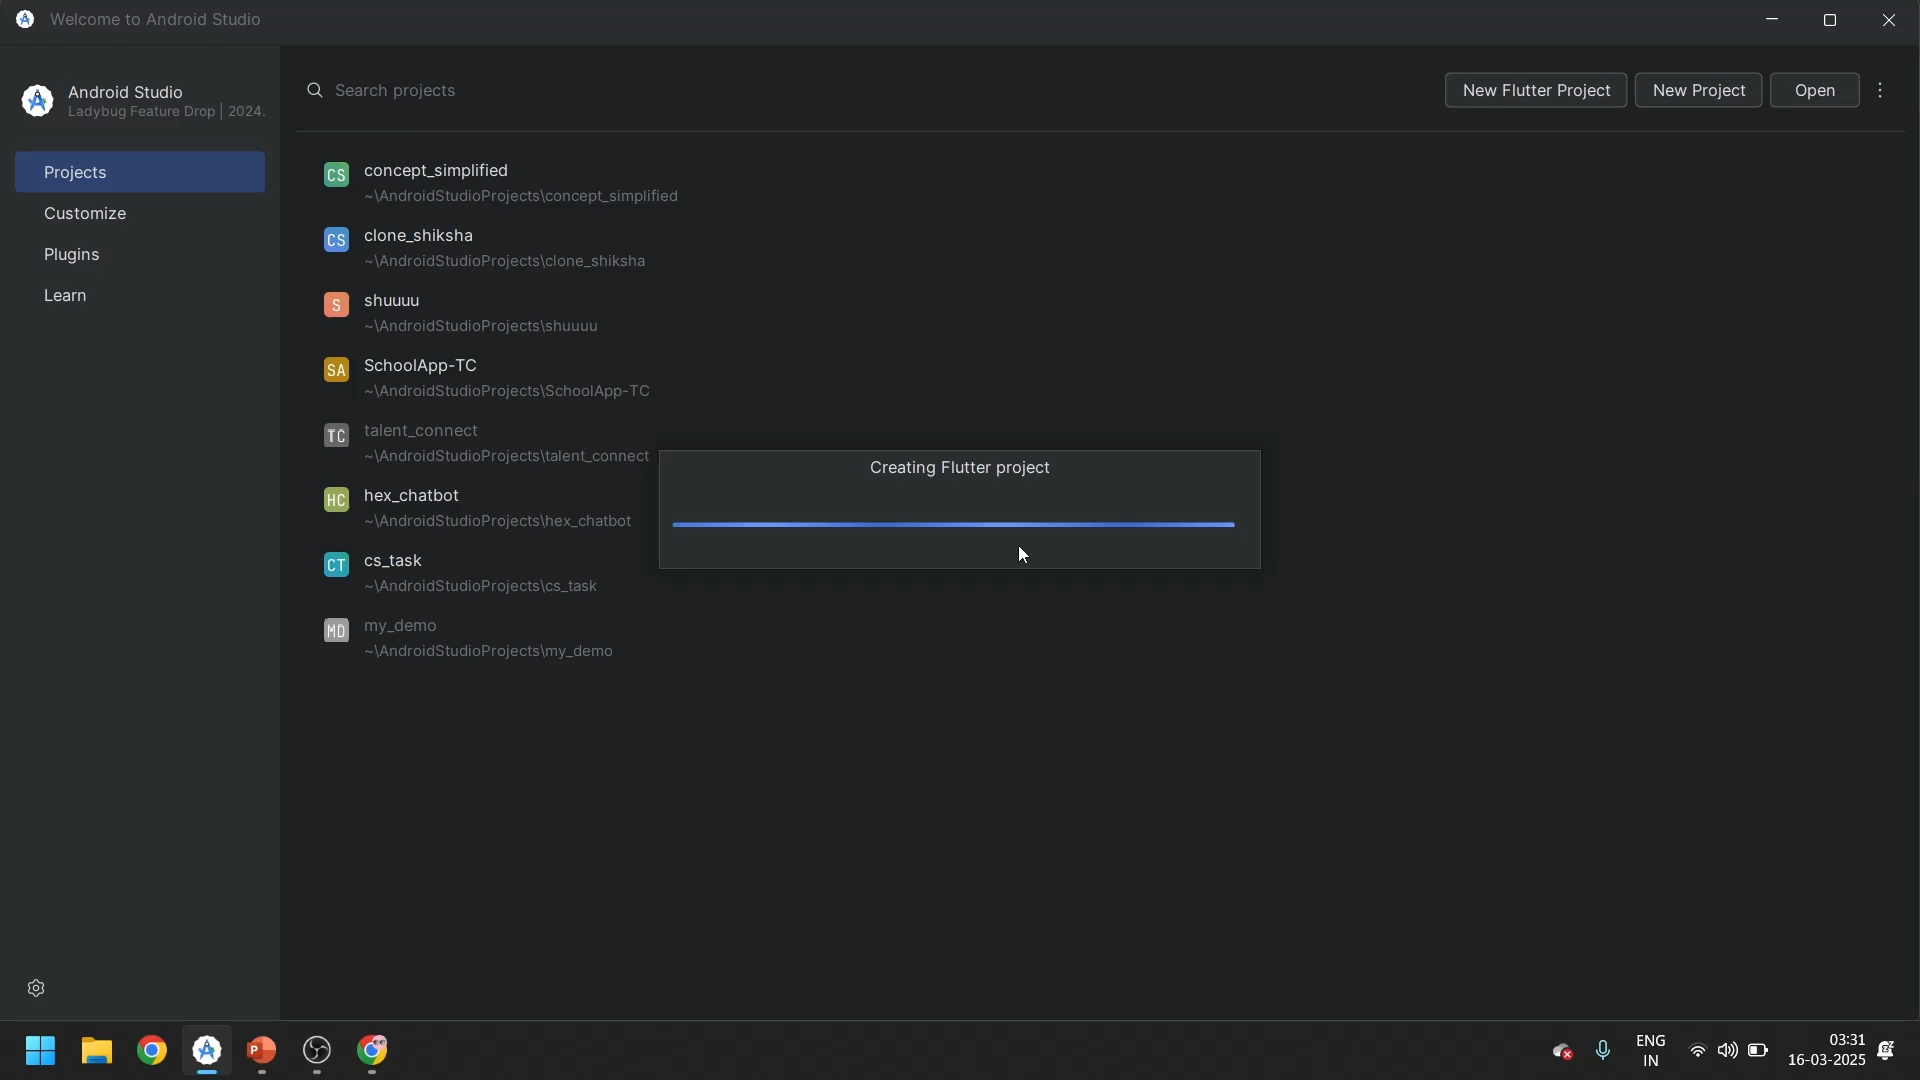 Welcome to Android Studio
Android Studio
Ladybug Feature Drop | 2024.
Projects
Customize
Plugins
Learn
Search projects
New Flutter Project
New Project
Open
CS
concept_simplified
~\AndroidStudioProjects\concept_simplified
CS
clone_shiksha
~\AndroidStudioProjects\clone_shiksha
S
shuuuu
~\AndroidStudioProjects\shuuuu
SA
SchoolApp-TC
~\AndroidStudioProjects\SchoolApp-TC
TC
talent_connect
~\AndroidStudioProjects\talent_connect
HC
hex_chatbot
~\AndroidStudioProjects\hex_chatbot
CT
cs_task
~\AndroidStudioProjects\cs_task
MD
my_demo
~\AndroidStudioProjects\my_demo
Creating Flutter project
P
ENG
IN
03:31
16-03-2025